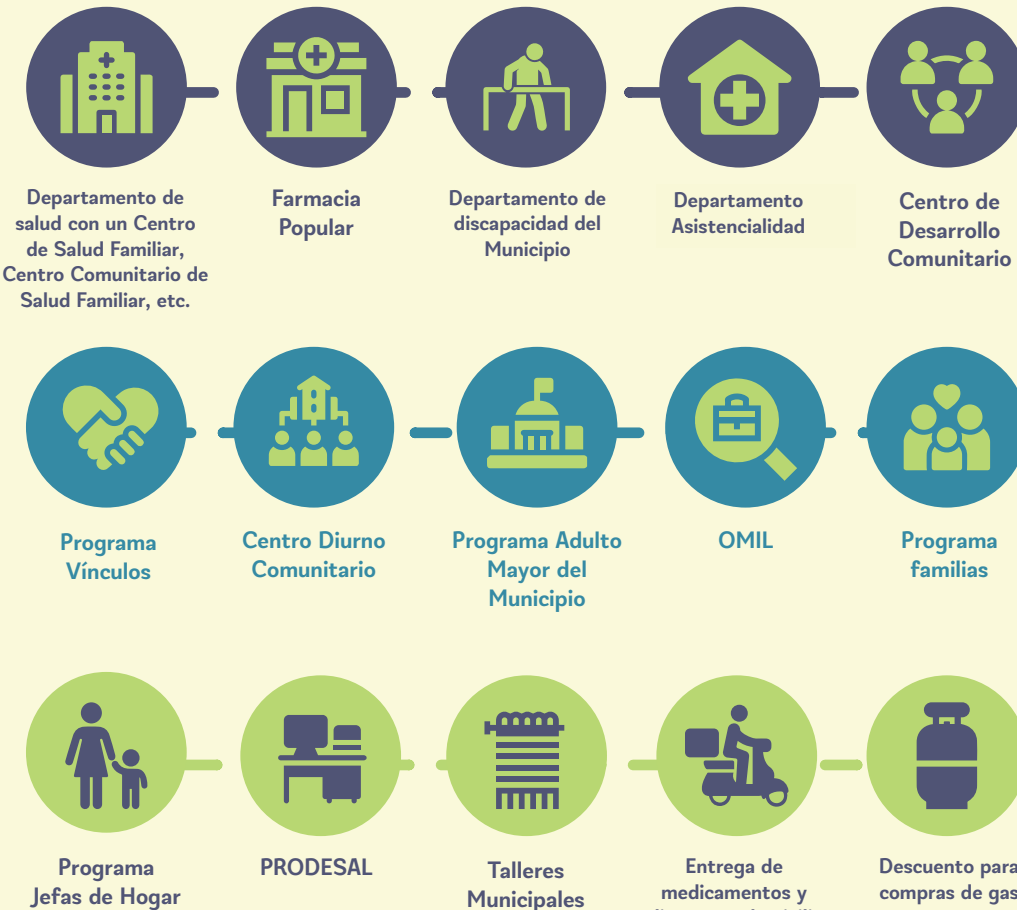 Departamento de
salud con un Centro
de Salud Familiar,
Centro Comunitario de
Salud Familiar, etc.
Farmacia
Popular
Departamento de
discapacidad del
Municipio
Departamento
Asistencialidad
Centro de
Desarrollo
Comunitario
Programa
Vínculos
Centro Diurno
Comunitario
Programa Adulto
Mayor del
Municipio
OMIL
Programa
familias
Programa
Jefas de Hogar
PRODESAL
Talleres
Municipales
Entrega de
medicamentos y
Descuento para
compras de gas